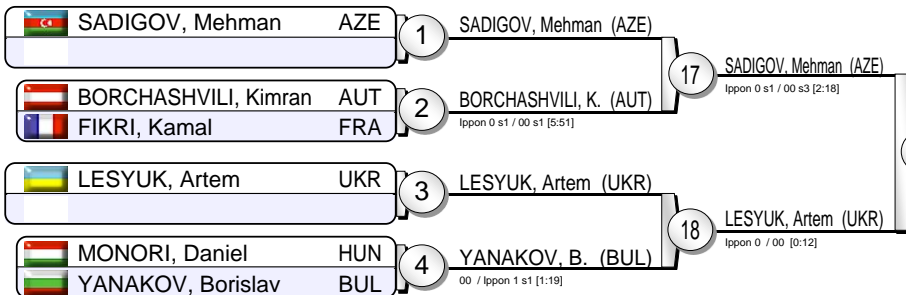 SADIGOV, Mehman AZE
1
SADIGOV, Mehman (AZE)
17
SADIGOV, Mehman (AZE)
Ippon 0 s1 / 00 s3 [2:18]
BORCHASHVILI, Kimran AUT
FIKRI, Kamal FRA
2
BORCHASHVILI, K. (AUT)
Ippon 0 s1 / 00 s1 [5:51]
LESYUK, Artem UKR
3
LESYUK, Artem (UKR)
18
LESYUK, Artem (UKR)
Ippon 0 / 00 [0:12]
MONORI, Daniel HUN
YANAKOV, Borislav BUL
4
YANAKOV, B. (BUL)
00 / Ippon 1 s1 [1:19]